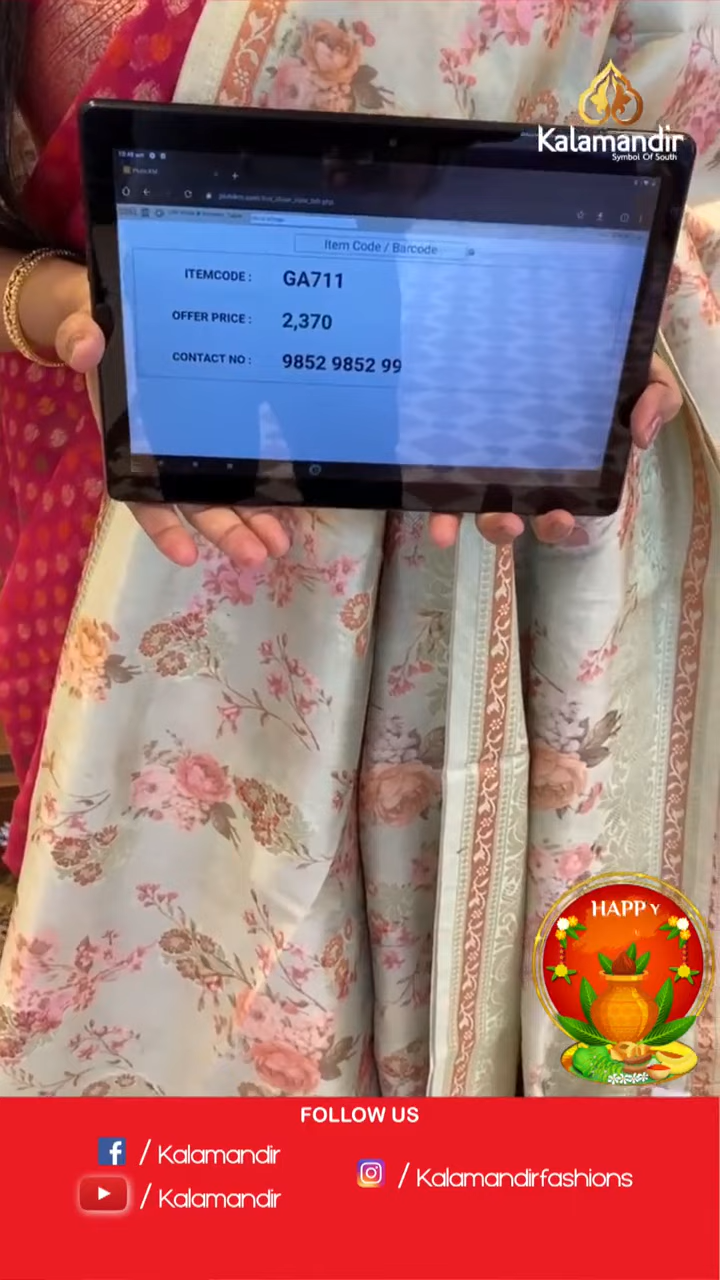 Kalamandir
Symbol Of South
Item Code / Barcode
ITEMCODE : GA711
OFFER PRICE : 2,370
CONTACT NO : 9852 9852 99
HAPPY
FOLLOW US
/ Kalamandir
/ Kalamandir
/ Kalamandirfashions